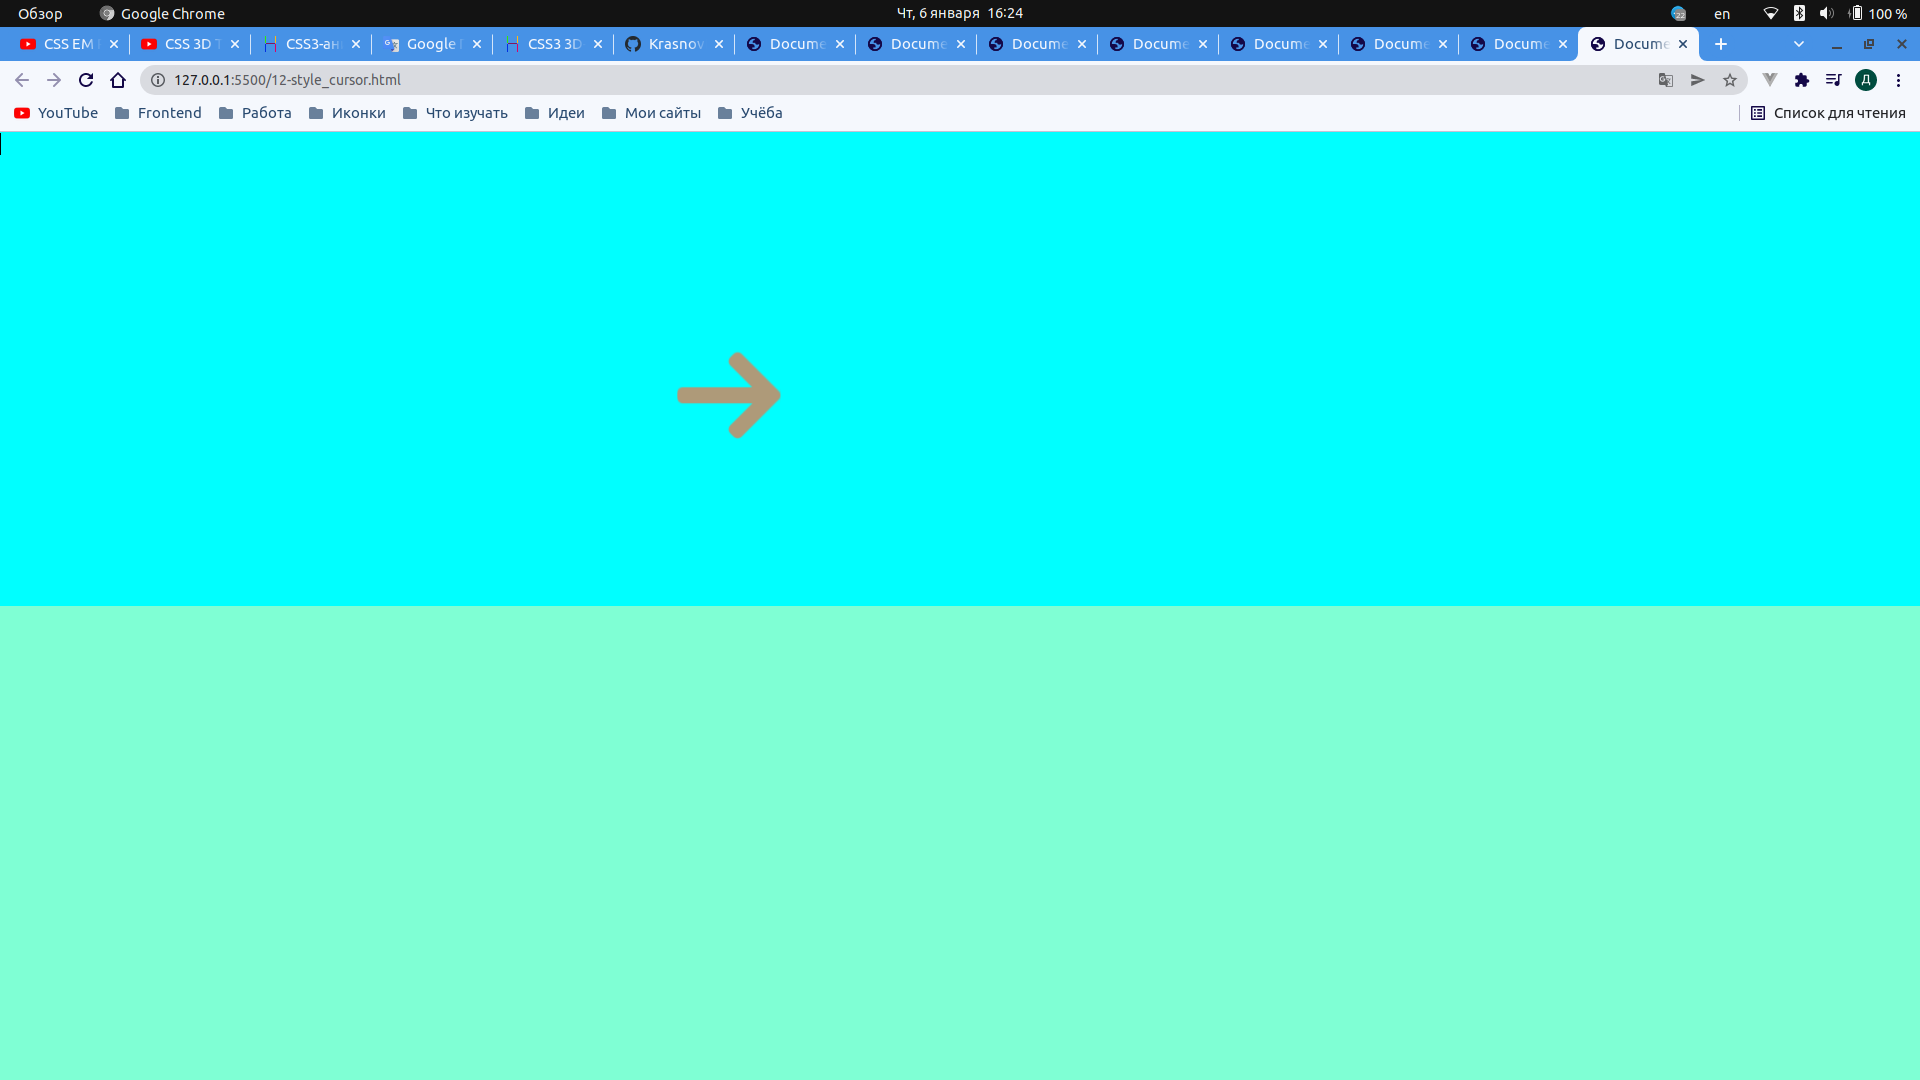 Обзор Google Chrome Чт, 6 января 16:24 en 100 %
CSS EM CSS 3D T CSS3-ан Google CSS3 3D Krasnov Docume Docume Docume Docume Docume Docume Docume Docume
127.0.0.1:5500/12-style_cursor.html Д
YouTube Frontend Работа Иконки Что изучать Идеи Мои сайты Учёба Список для чтения